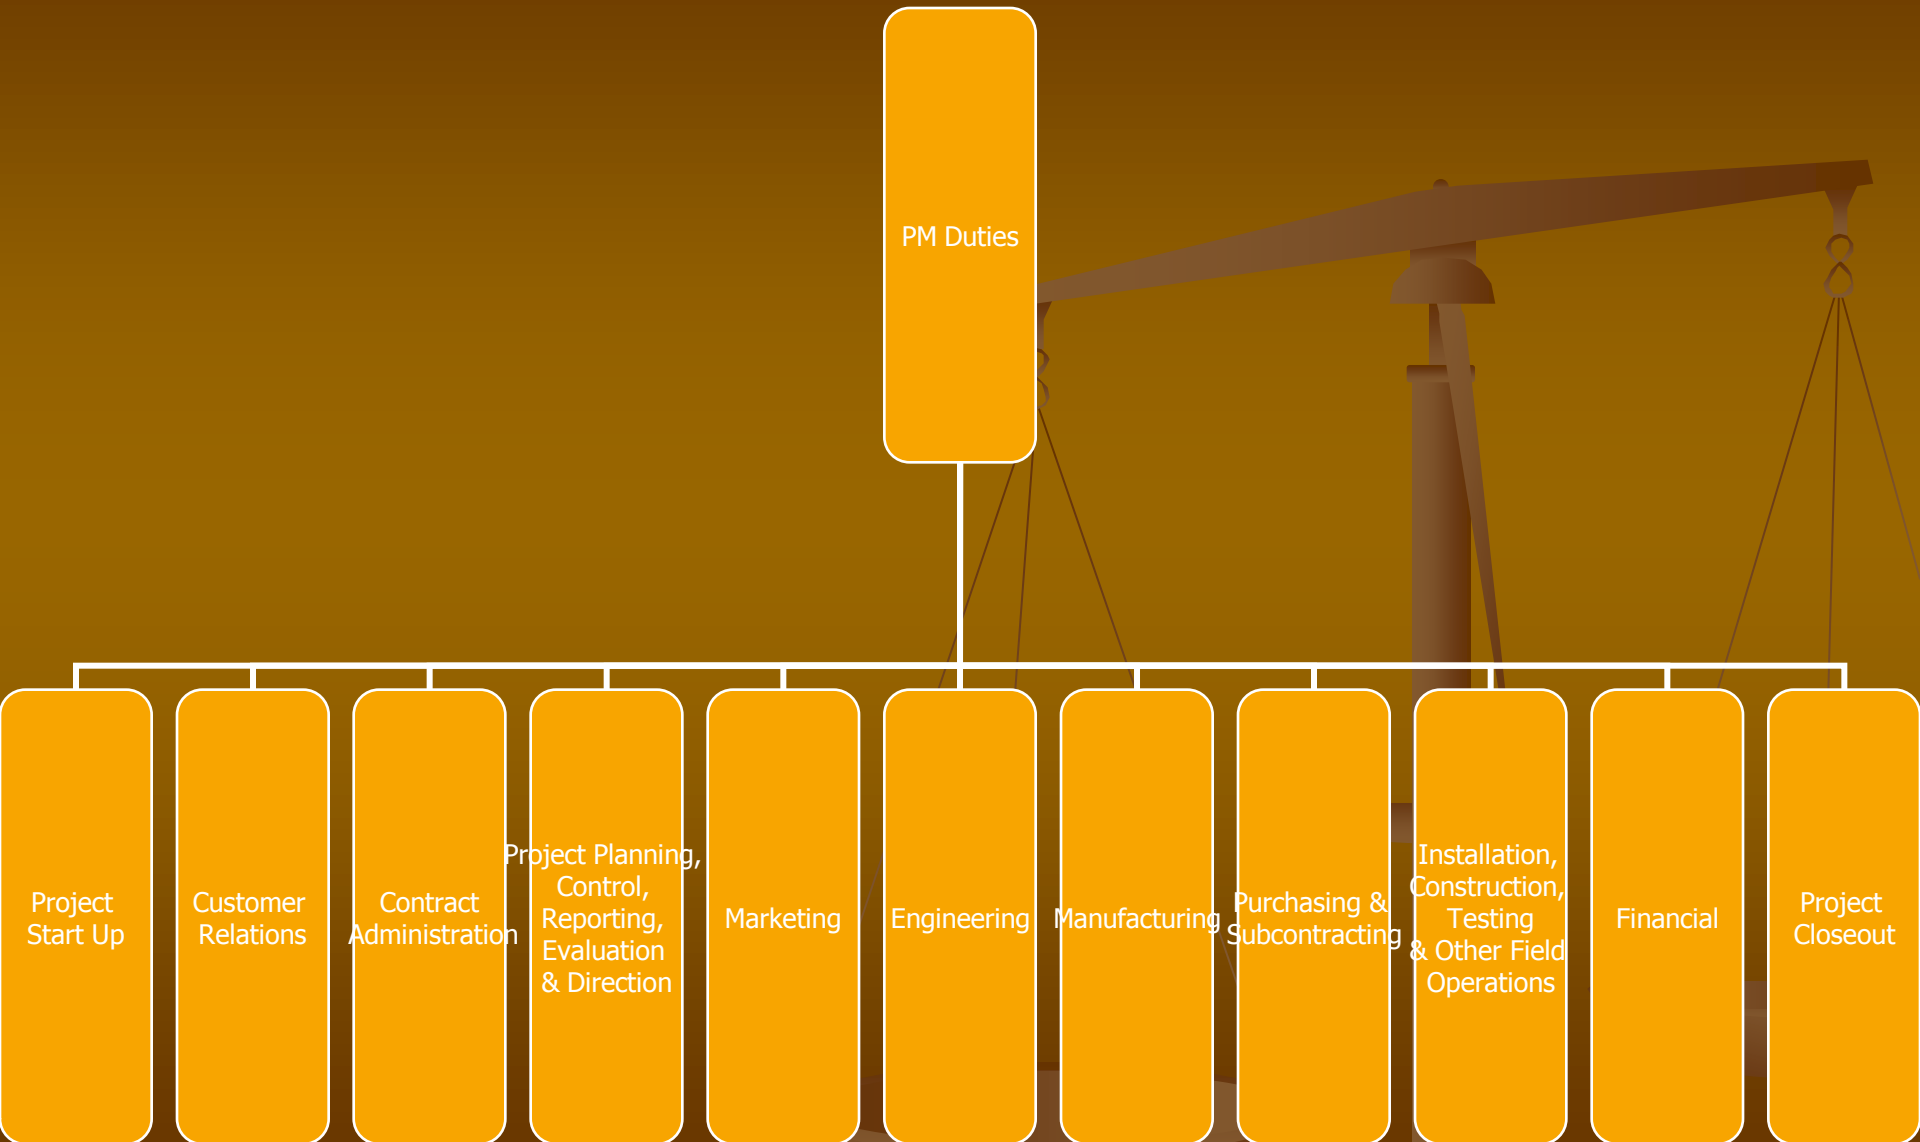 PM Duties
Project
Start Up
Customer
Relations
Contract
Administration
Project Planning,
Control,
Reporting,
Evaluation
& Direction
Marketing
Engineering
Manufacturing
Purchasing &
Subcontracting
Installation,
Construction,
Testing
& Other Field
Operations
Financial
Project
Closeout